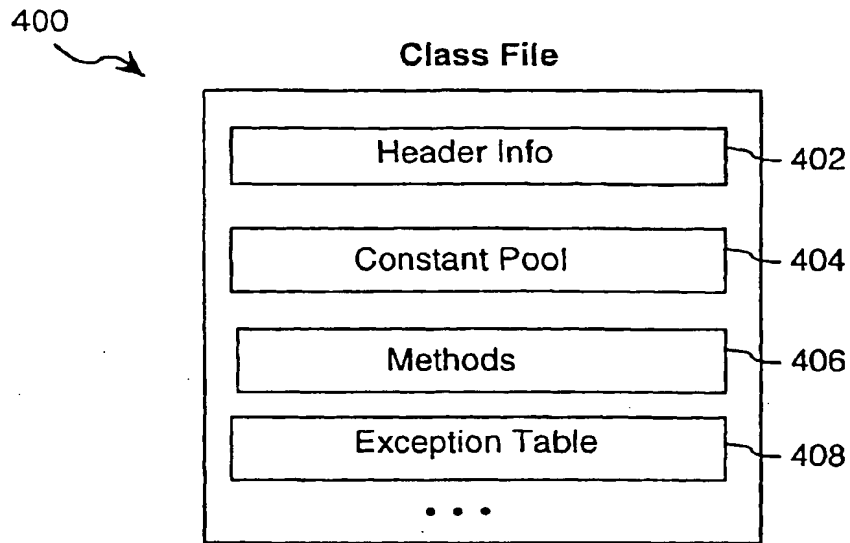 400
Class File
Header Info
402
Constant Pool
404
Methods
406
Exception Table
408
• • •